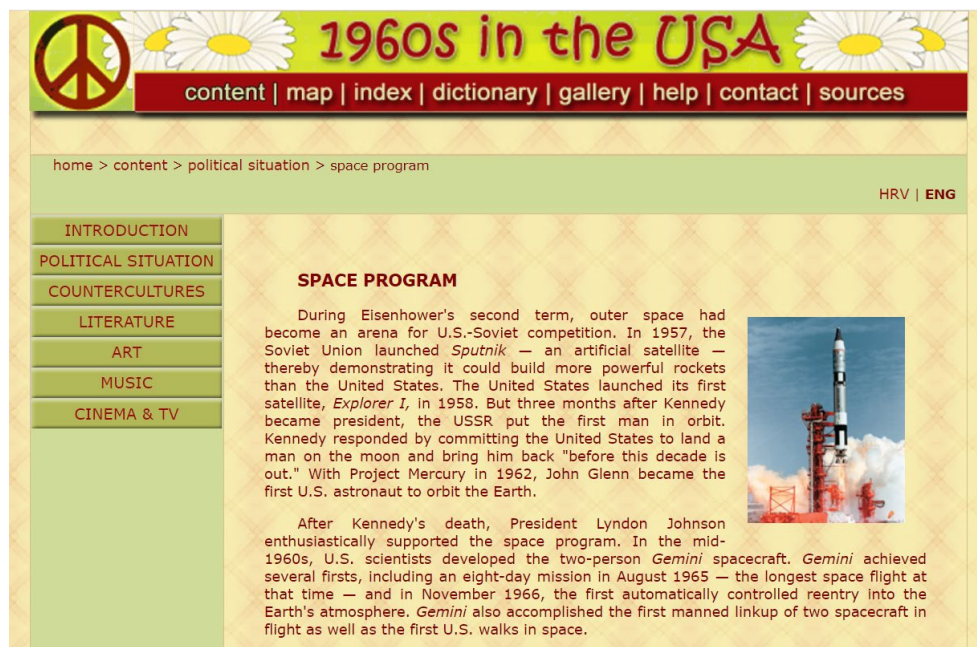 1960s in the USA
content | map | index | dictionary | gallery | help | contact | sources
home > content > political situation > space program
HRV | ENG
INTRODUCTION
POLITICAL SITUATION
COUNTERCULTURES
LITERATURE
ART
MUSIC
CINEMA & TV
SPACE PROGRAM
During Eisenhower's second term, outer space had
become an arena for U.S.-Soviet competition. In 1957, the
Soviet Union launched Sputnik — an artificial satellite —
thereby demonstrating it could build more powerful rockets
than the United States. The United States launched its first
satellite, Explorer I, in 1958. But three months after Kennedy
became president, the USSR put the first man in orbit.
Kennedy responded by committing the United States to land a
man on the moon and bring him back "before this decade is
out." With Project Mercury in 1962, John Glenn became the
first U.S. astronaut to orbit the Earth.
After Kennedy's death, President Lyndon Johnson
enthusiastically supported the space program. In the mid-
1960s, U.S. scientists developed the two-person Gemini spacecraft. Gemini achieved
several firsts, including an eight-day mission in August 1965 — the longest space flight at
that time — and in November 1966, the first automatically controlled reentry into the
Earth's atmosphere. Gemini also accomplished the first manned linkup of two spacecraft in
flight as well as the first U.S. walks in space.